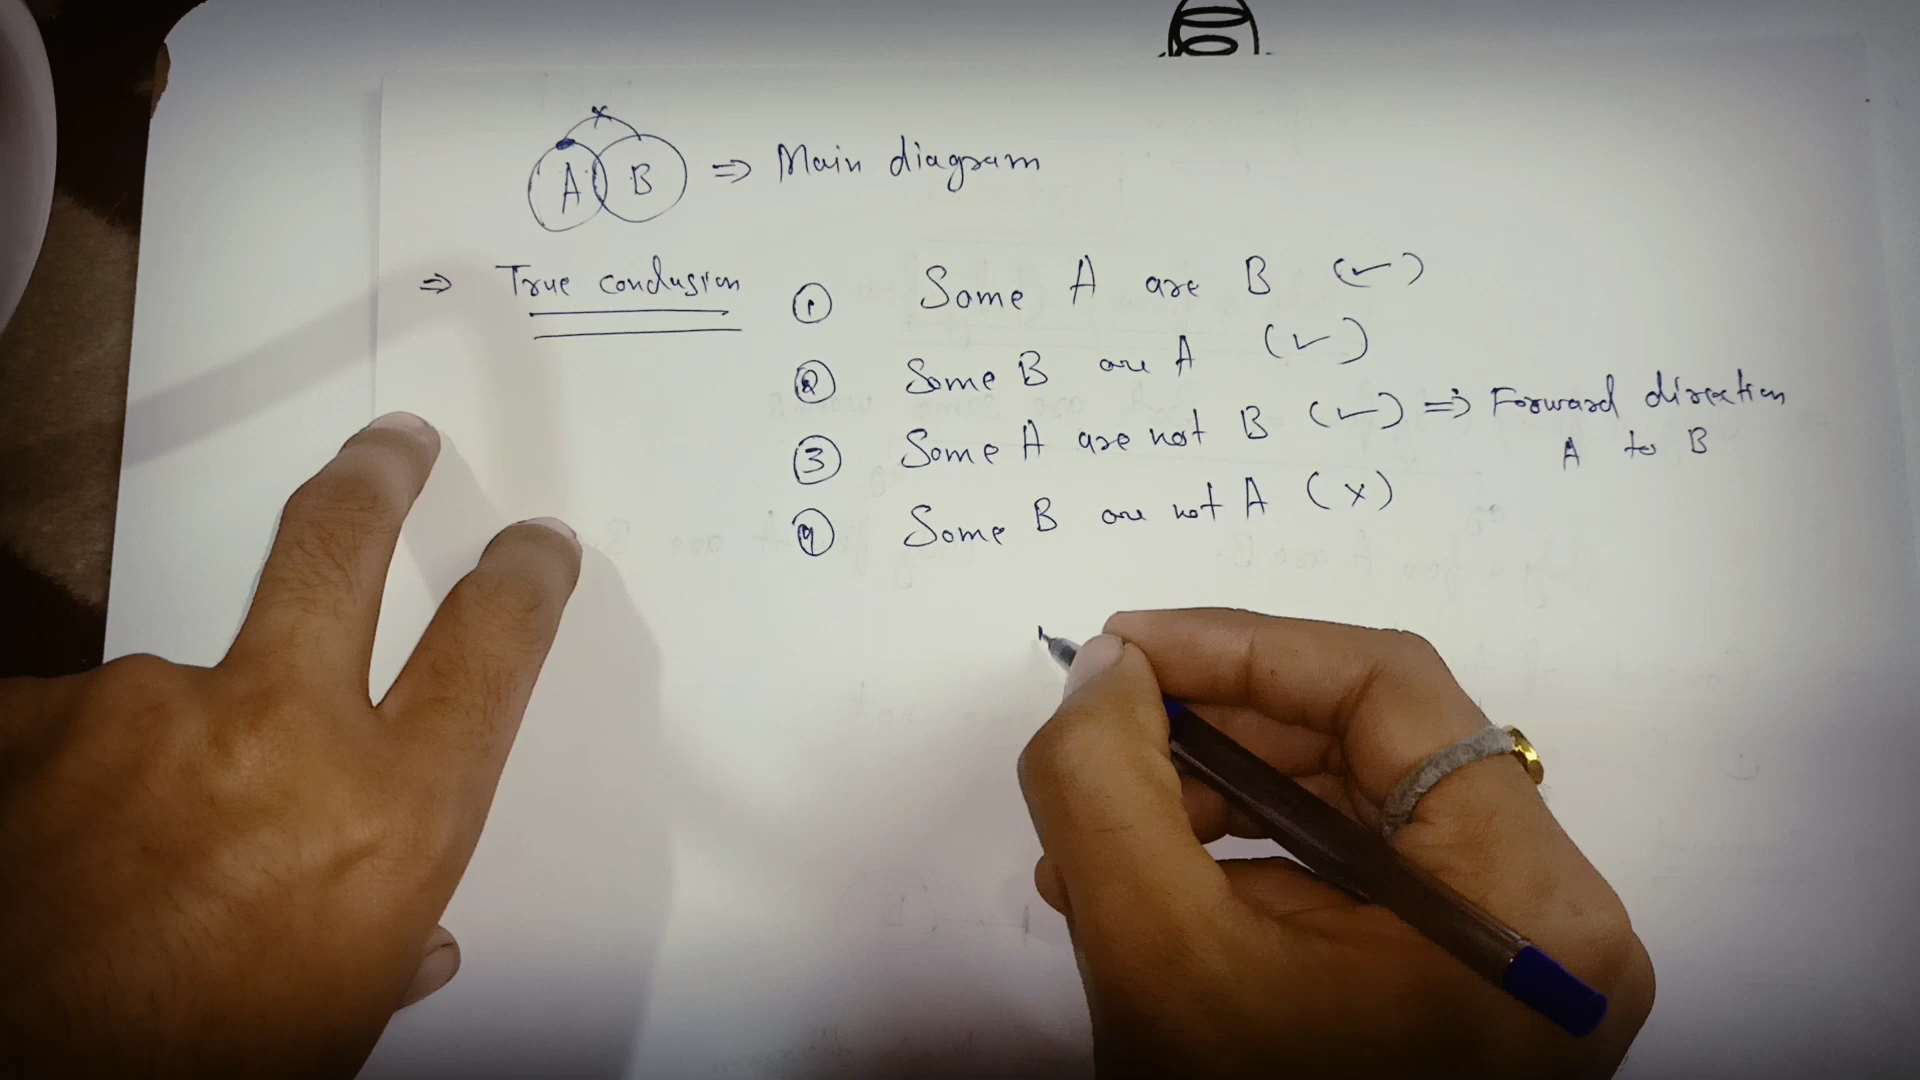 x
A B ⇒ Main diagram
⇒ True conclusion ① Some A are B (✓)
② Some B are A (✓)
③ Some A are not B (✓) ⇒ Forward direction
A to B
④ Some B are not A (x)